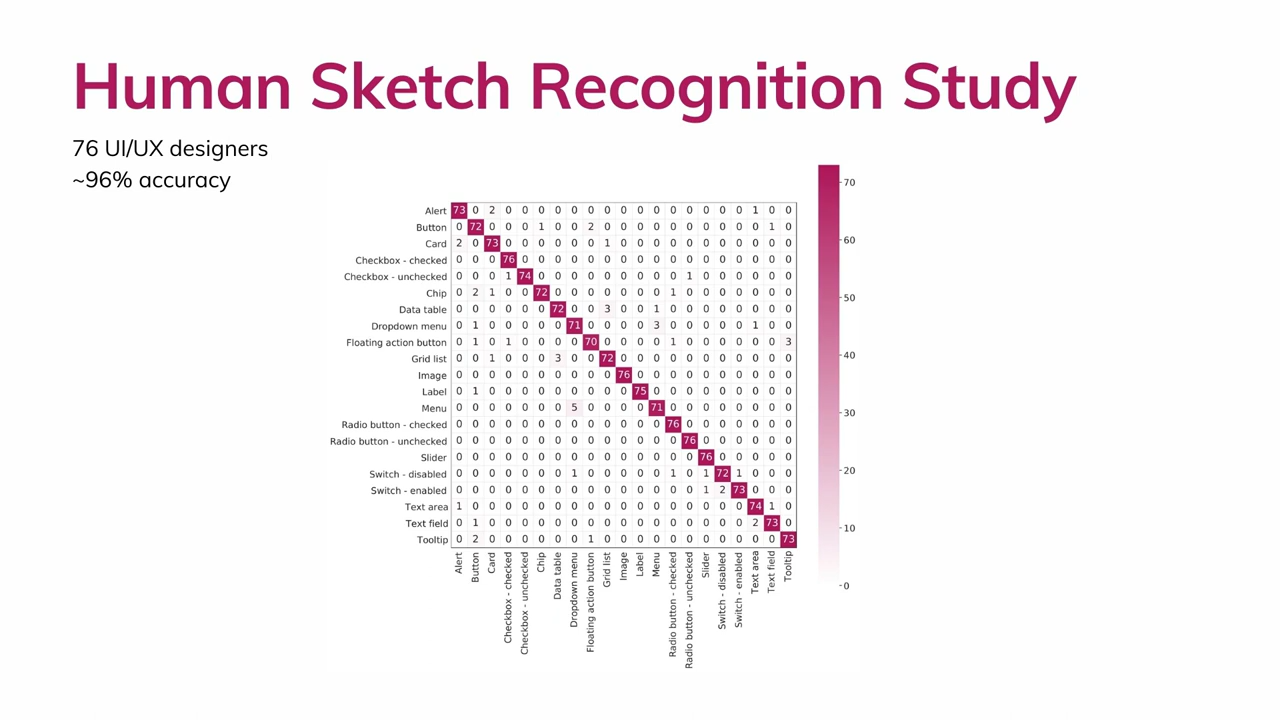 Human Sketch Recognition Study
76 UI/UX designers
~96% accuracy
70
60
50
40
30
20
10
0
Alert 73 0 2 0 0 0 0 0 0 0 0 0 0 0 0 0 0 0 1 0 0
Button 0 72 0 0 0 1 0 0 2 0 0 0 0 0 0 0 0 0 0 1 0
Card 2 0 73 0 0 0 0 0 0 1 0 0 0 0 0 0 0 0 0 0 0
Checkbox - checked 0 0 0 76 0 0 0 0 0 0 0 0 0 0 0 0 0 0 0 0 0
Checkbox - unchecked 0 0 0 1 74 0 0 0 0 0 0 0 0 0 1 0 0 0 0 0 0
Chip 0 2 1 0 0 72 0 0 0 0 0 0 0 1 0 0 0 0 0 0 0
Data table 0 0 0 0 0 0 72 0 0 3 0 0 1 0 0 0 0 0 0 0 0
Dropdown menu 0 1 0 0 0 0 0 71 0 0 0 0 3 0 0 0 0 0 1 0 0
Floating action button 0 1 0 1 0 0 0 0 70 0 0 0 0 1 0 0 0 0 0 0 3
Grid list 0 0 1 0 0 0 3 0 0 72 0 0 0 0 0 0 0 0 0 0 0
Image 0 0 0 0 0 0 0 0 0 0 76 0 0 0 0 0 0 0 0 0 0
Label 0 1 0 0 0 0 0 0 0 0 0 75 0 0 0 0 0 0 0 0 0
Menu 0 0 0 0 0 0 0 5 0 0 0 0 71 0 0 0 0 0 0 0 0
Radio button - checked 0 0 0 0 0 0 0 0 0 0 0 0 0 76 0 0 0 0 0 0 0
Radio button - unchecked 0 0 0 0 0 0 0 0 0 0 0 0 0 0 76 0 0 0 0 0 0
Slider 0 0 0 0 0 0 0 0 0 0 0 0 0 0 0 76 0 0 0 0 0
Switch - disabled 0 0 0 0 0 0 0 1 0 0 0 0 0 1 0 1 72 1 0 0 0
Switch - enabled 0 0 0 0 0 0 0 0 0 0 0 0 0 0 0 1 2 73 0 0 0
Text area 1 0 0 0 0 0 0 0 0 0 0 0 0 0 0 0 0 0 74 1 0
Text field 0 1 0 0 0 0 0 0 0 0 0 0 0 0 0 0 0 0 2 73 0
Tooltip 0 2 0 0 0 0 0 0 1 0 0 0 0 0 0 0 0 0 0 0 73
Alert
Button
Card
Checkbox - checked
Checkbox - unchecked
Chip
Data table
Dropdown menu
Floating action button
Grid list
Image
Label
Menu
Radio button - checked
Radio button - unchecked
Slider
Switch - disabled
Switch - enabled
Text area
Text field
Tooltip